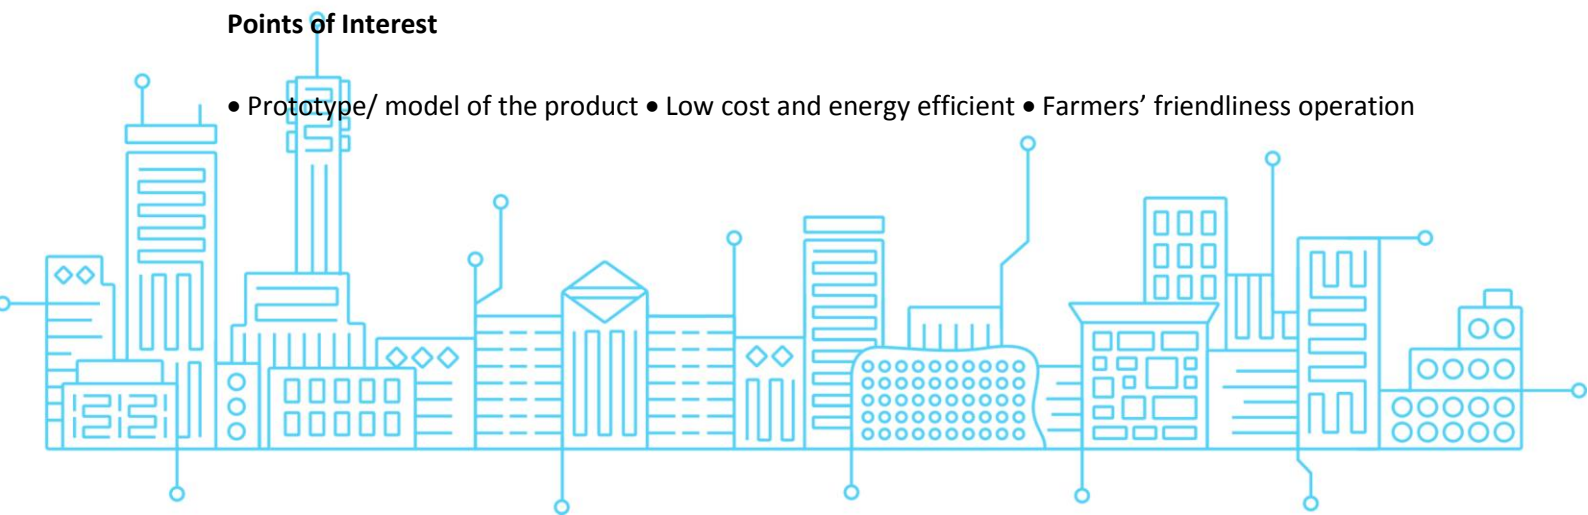 Points of Interest
• Prototype/ model of the product • Low cost and energy efficient • Farmers’ friendliness operation